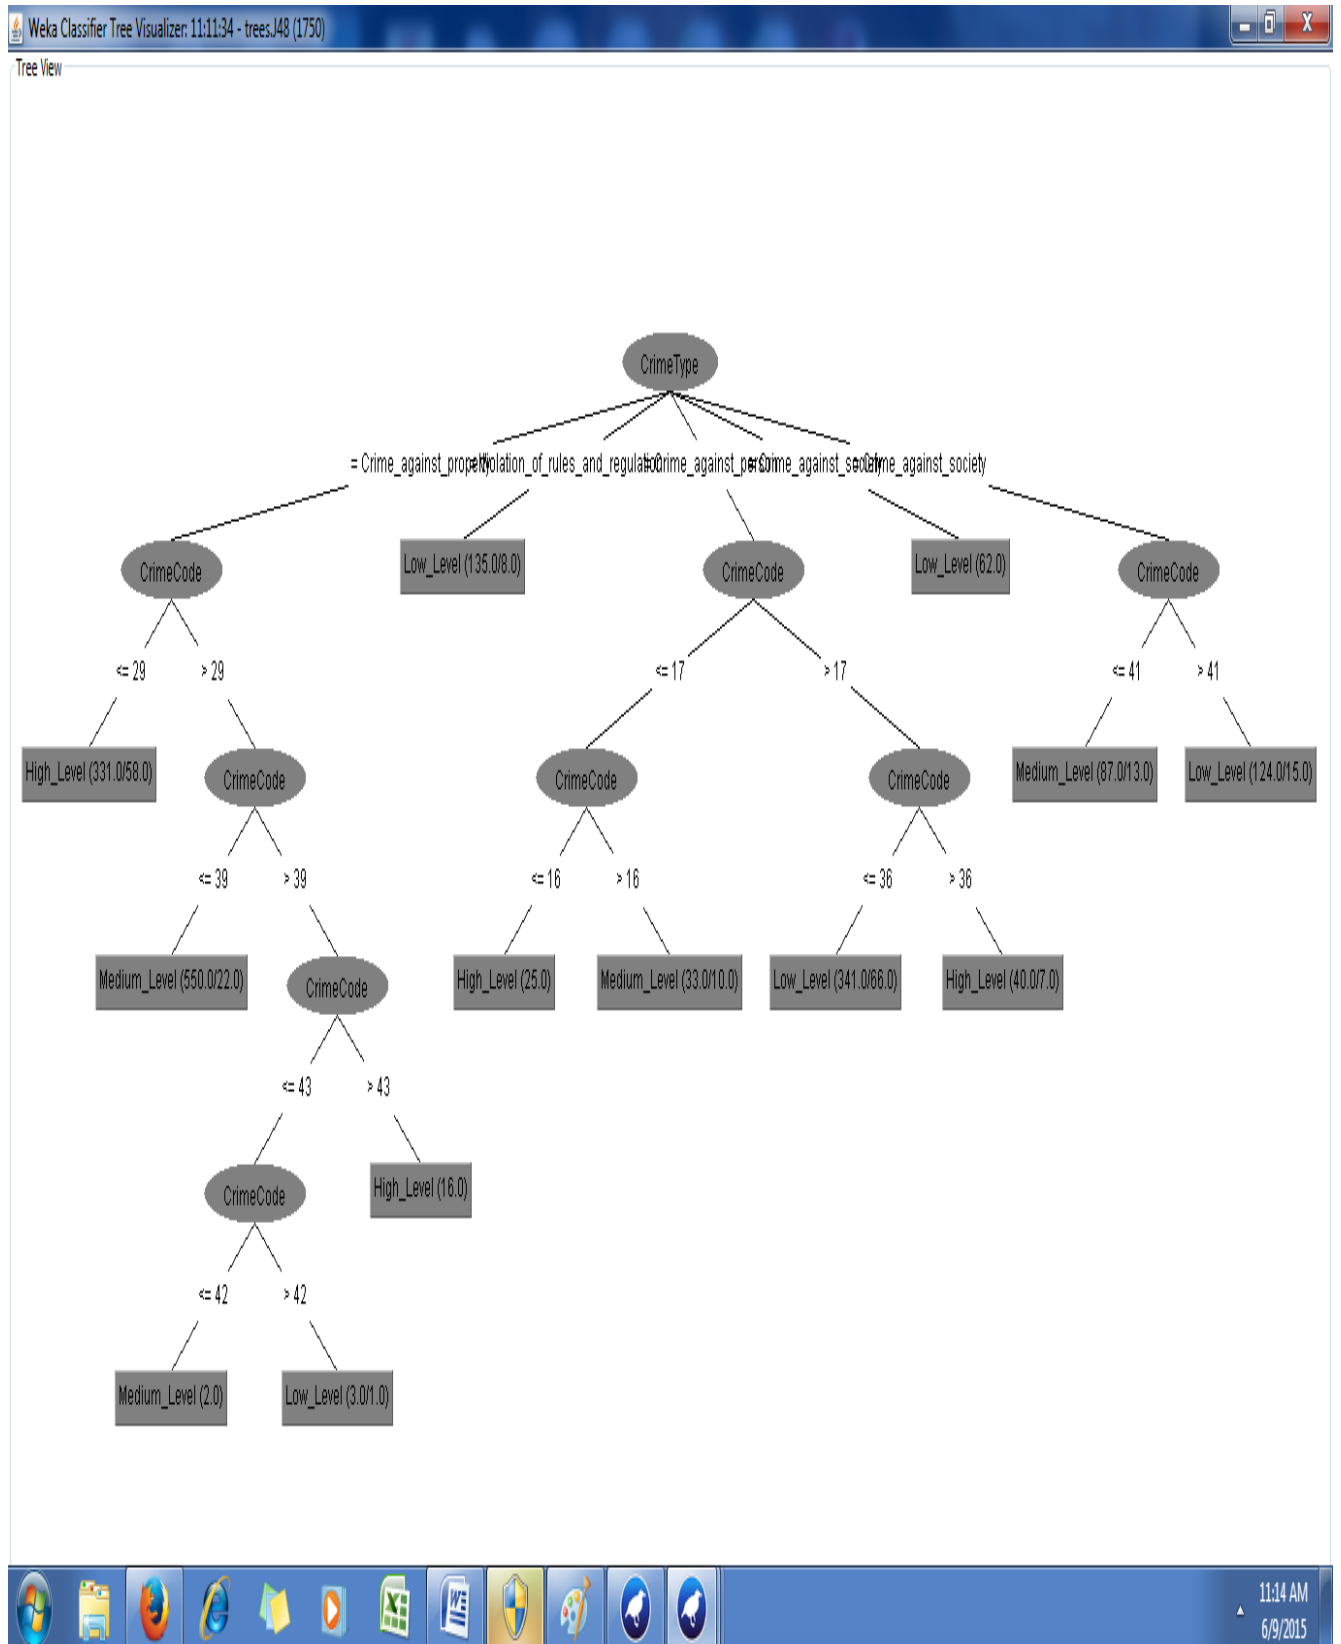 Weka Classifier Tree Visualizer: 11:11:34 - trees.J48 (1750)
Tree View
CrimeType
= Crime_against_property = Violation_of_rules_and_regulation = Crime_against_person = Crime_against_society = Crime_against_society
CrimeCode Low_Level (135.0/8.0) CrimeCode Low_Level (62.0) CrimeCode
<= 29 > 29 <= 17 > 17 <= 41 > 41
High_Level (331.0/58.0) CrimeCode CrimeCode CrimeCode Medium_Level (87.0/13.0) Low_Level (124.0/15.0)
<= 39 > 39 <= 16 > 16 <= 36 > 36
Medium_Level (550.0/22.0) CrimeCode High_Level (25.0) Medium_Level (33.0/10.0) Low_Level (341.0/66.0) High_Level (40.0/7.0)
<= 43 > 43
CrimeCode High_Level (16.0)
<= 42 > 42
Medium_Level (2.0) Low_Level (3.0/1.0)
11:14 AM
6/9/2015